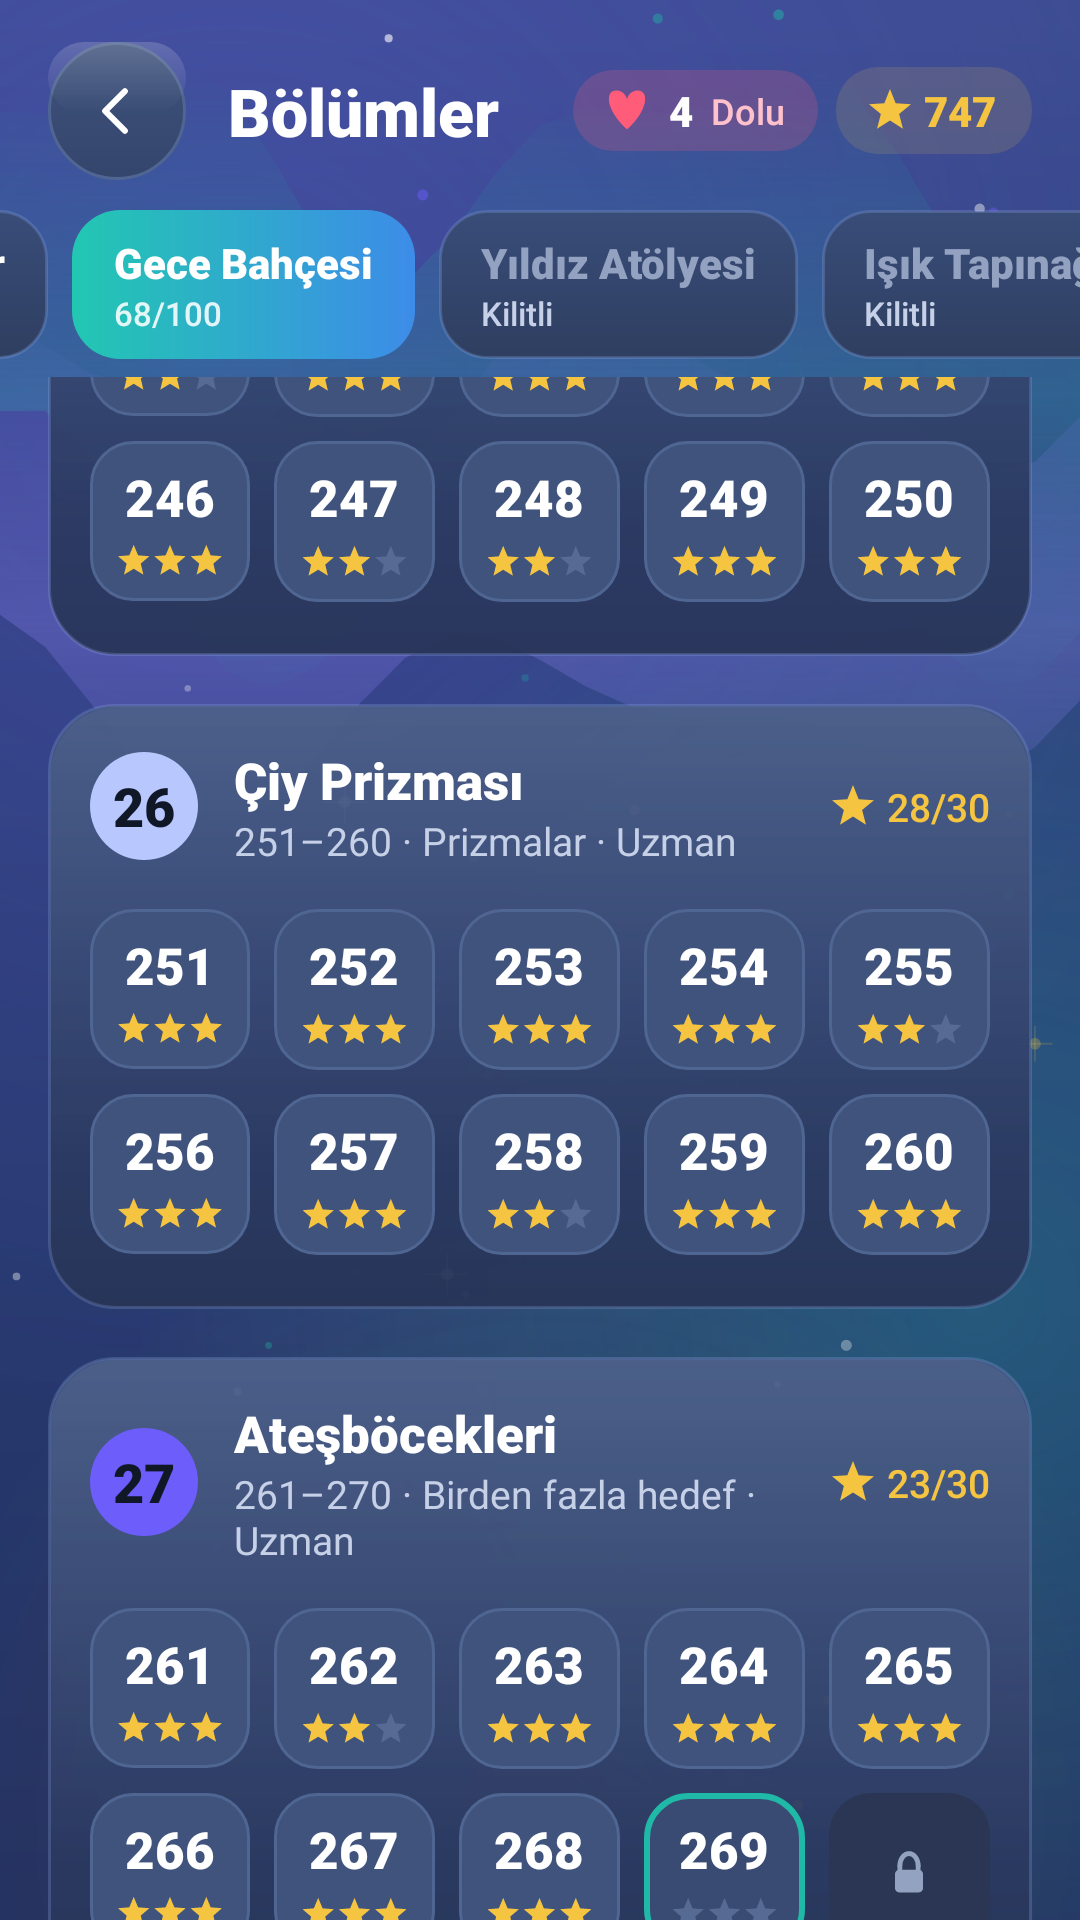 Bölümler
4 Dolu
747
r
Gece Bahçesi
68/100
Yıldız Atölyesi
Kilitli
Işık Tapınağ
Kilitli
246 247 248 249 250
26
Çiy Prizması
251–260 · Prizmalar · Uzman
28/30
251 252 253 254 255
256 257 258 259 260
27
Ateşböcekleri
261–270 · Birden fazla hedef ·
Uzman
23/30
261 262 263 264 265
266 267 268 269